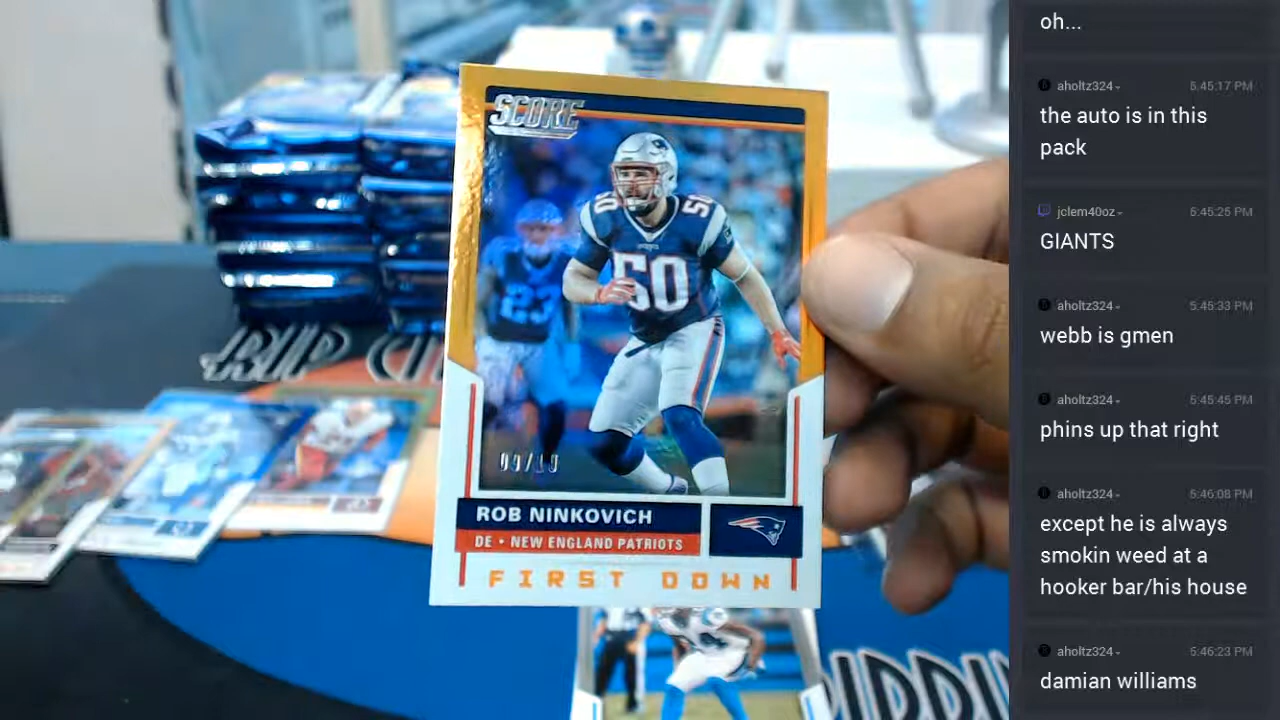 SCORE
50
50
50
23
ROB NINKOVICH
DE • NEW ENGLAND PATRIOTS
FIRST DOWN
oh...
aholtz324 5:45:17 PM
the auto is in this
pack
jclem40oz 5:45:25 PM
GIANTS
aholtz324 5:45:33 PM
webb is gmen
aholtz324 5:45:45 PM
phins up that right
aholtz324 5:46:08 PM
except he is always
smokin weed at a
hooker bar/his house
aholtz324 5:46:23 PM
damian williams